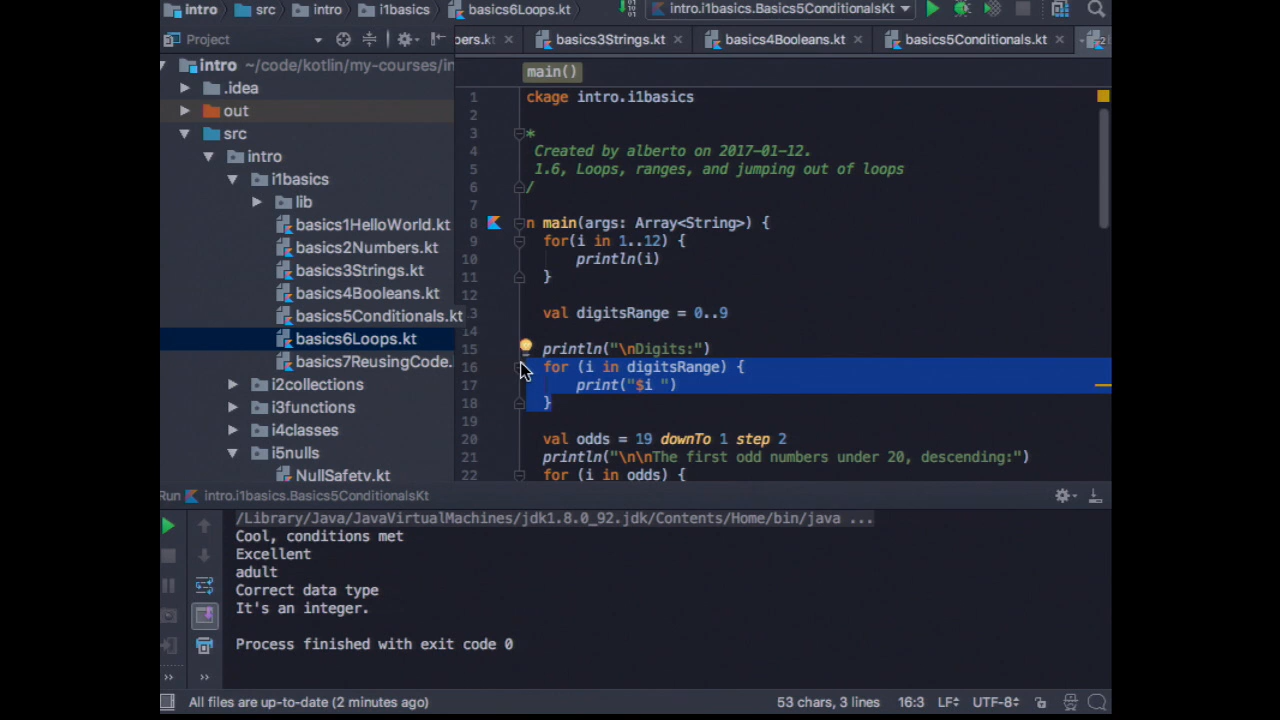 intro src intro i1basics basics6Loops.kt intro.i1basics.Basics5ConditionalsKt
Project bers.kt basics3Strings.kt basics4Booleans.kt basics5Conditionals.kt 2
intro ~/code/kotlin/my-courses/in
.idea
out
src
intro
i1basics
lib
basics1HelloWorld.kt
basics2Numbers.kt
basics3Strings.kt
basics4Booleans.kt
basics5Conditionals.kt
basics6Loops.kt
basics7ReusingCode.
i2collections
i3functions
i4classes
i5nulls
NullSafety.kt
main()
1 ckage intro.i1basics
2
3 *
4 Created by alberto on 2017-01-12.
5 1.6, Loops, ranges, and jumping out of loops
6 /
7
8 n main(args: Array<String>) {
9 for(i in 1..12) {
10 println(i)
11 }
12
13 val digitsRange = 0..9
14
15 println("\nDigits:")
16 for (i in digitsRange) {
17 print("$i ")
18 }
19
20 val odds = 19 downTo 1 step 2
21 println("\n\nThe first odd numbers under 20, descending:")
22 for (i in odds) {
Run intro.i1basics.Basics5ConditionalsKt
/Library/Java/JavaVirtualMachines/jdk1.8.0_92.jdk/Contents/Home/bin/java ...
Cool, conditions met
Excellent
adult
Correct data type
It's an integer.
Process finished with exit code 0
All files are up-to-date (2 minutes ago) 53 chars, 3 lines 16:3 LF UTF-8